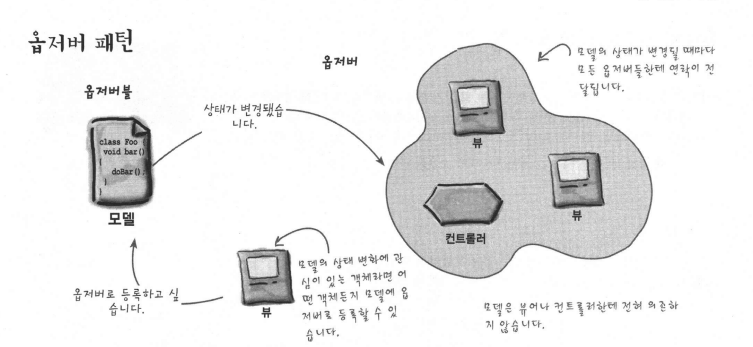 옵저버 패턴
옵저버블
class Foo {
void bar()
{
doBar();
}
}
모델
상태가 변경됐습
니다.
옵저버
뷰
뷰
컨트롤러
모델의 상태가 변경될 때마다
모든 옵저버들한테 연락이 전
달됩니다.
옵저버로 등록하고 싶
습니다.
뷰
모델의 상태 변화에 관
심이 있는 객체라면 어
떤 객체든지 모델에 옵
저버로 등록할 수 있
습니다.
모델은 뷰어나 컨트롤러한테 전혀 의존하
지 않습니다.